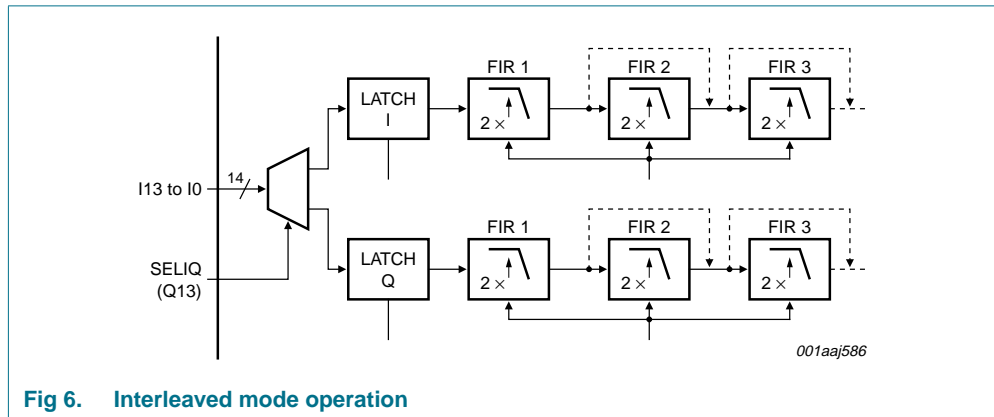 FIR 1 FIR 2 FIR 3
LATCH
I
2 × 2 × 2 ×
I13 to I0
14
SELIQ
(Q13)
FIR 1 FIR 2 FIR 3
LATCH
Q
2 × 2 × 2 ×
001aaj586
Fig 6. Interleaved mode operation